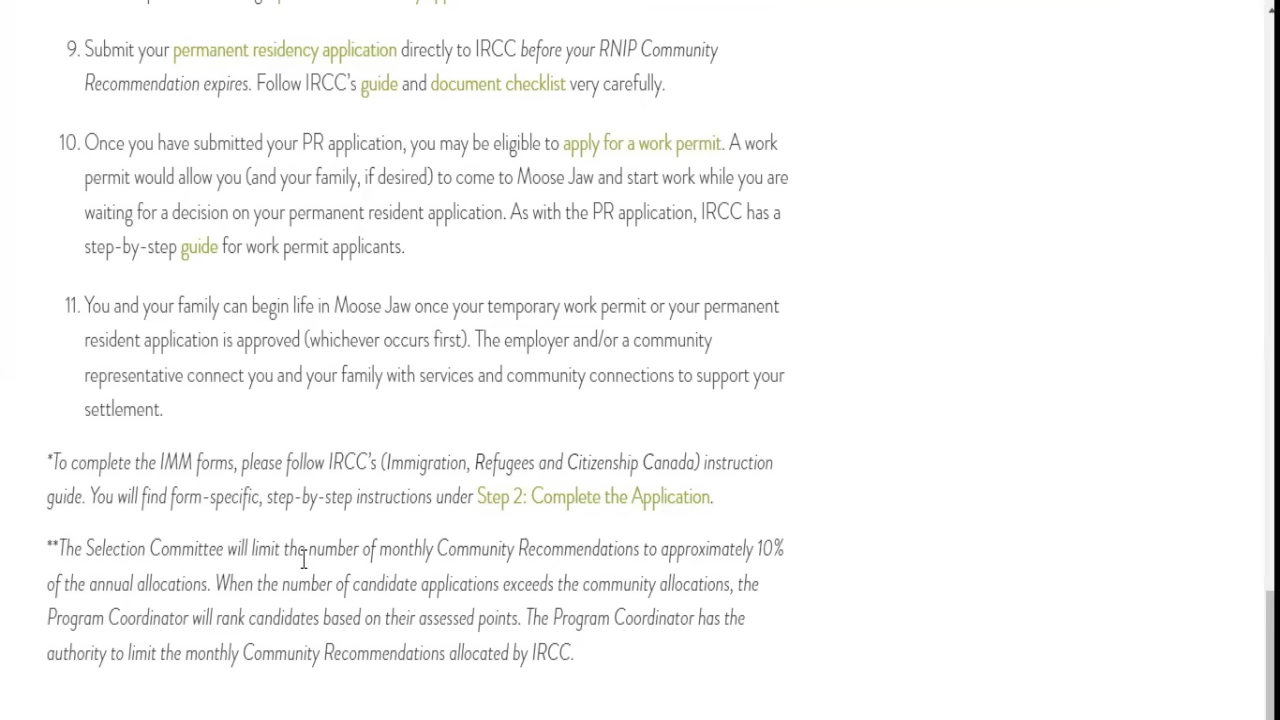 9. Submit your permanent residency application directly to IRCC before your RNIP Community
Recommendation expires. Follow IRCC's guide and document checklist very carefully.
10. Once you have submitted your PR application, you may be eligible to apply for a work permit. A work
permit would allow you (and your family, if desired) to come to Moose Jaw and start work while you are
waiting for a decision on your permanent resident application. As with the PR application, IRCC has a
step-by-step guide for work permit applicants.
11. You and your family can begin life in Moose Jaw once your temporary work permit or your permanent
resident application is approved (whichever occurs first). The employer and/or a community
representative connect you and your family with services and community connections to support your
settlement.
*To complete the IMM forms, please follow IRCC's (Immigration, Refugees and Citizenship Canada) instruction
guide. You will find form-specific, step-by-step instructions under Step 2: Complete the Application.
**The Selection Committee will limit the number of monthly Community Recommendations to approximately 10%
of the annual allocations. When the number of candidate applications exceeds the community allocations, the
Program Coordinator will rank candidates based on their assessed points. The Program Coordinator has the
authority to limit the monthly Community Recommendations allocated by IRCC.